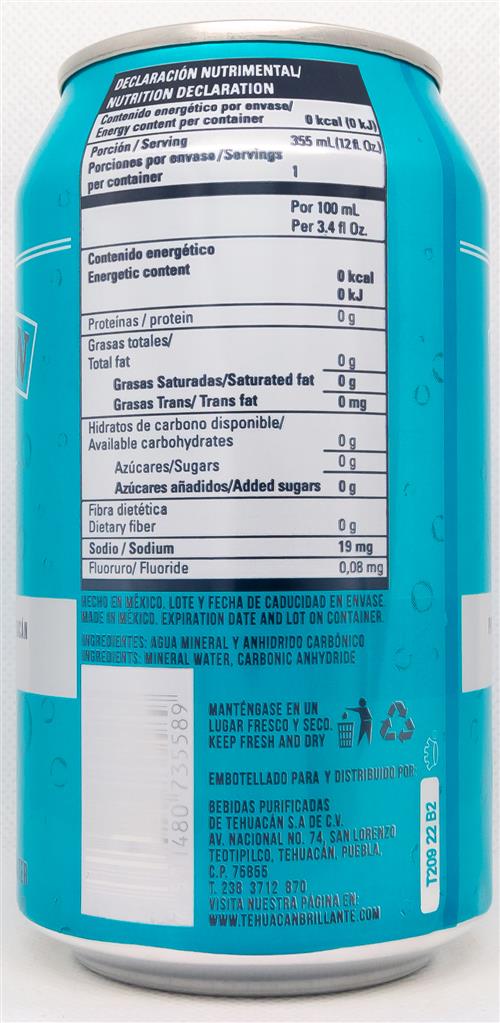 DECLARACIÓN NUTRIMENTAL/
NUTRITION DECLARATION
Contenido energético por envase/
Energy content per container 0 kcal (0 kJ)
Porción / Serving 355 mL (12 fl. Oz.)
Porciones por envase / Servings
per container 1
Por 100 mL
Per 3.4 fl Oz.
Contenido energético
Energetic content 0 kcal
0 kJ
Proteínas / protein 0 g
Grasas totales/
Total fat 0 g
Grasas Saturadas/Saturated fat 0 g
Grasas Trans/ Trans fat 0 mg
Hidratos de carbono disponible/
Available carbohydrates 0 g
Azúcares/Sugars 0 g
Azúcares añadidos/Added sugars 0 g
Fibra dietética
Dietary fiber 0 g
Sodio / Sodium 19 mg
Fluoruro/ Fluoride 0,08 mg
HECHO EN MÉXICO. LOTE Y FECHA DE CADUCIDAD EN ENVASE.
MADE IN MÉXICO. EXPIRATION DATE AND LOT ON CONTAINER.
INGREDIENTES: AGUA MINERAL Y ANHIDRIDO CARBÓNICO
INGREDIENTS: MINERAL WATER, CARBONIC ANHYDRIDE
MANTÉNGASE EN UN
LUGAR FRESCO Y SECO.
KEEP FRESH AND DRY
EMBOTELLADO PARA Y DISTRIBUIDO POR:
BEBIDAS PURIFICADAS
DE TEHUACÁN S.A DE C.V.
AV. NACIONAL NO. 74, SAN LORENZO
TEOTIPILCO, TEHUACÁN, PUEBLA,
C.P. 75855
T. 238 3712 870
VISITA NUESTRA PÁGINA EN:
WWW.TEHUACANBRILLANTE.COM
T209 22 B2
1480 735589